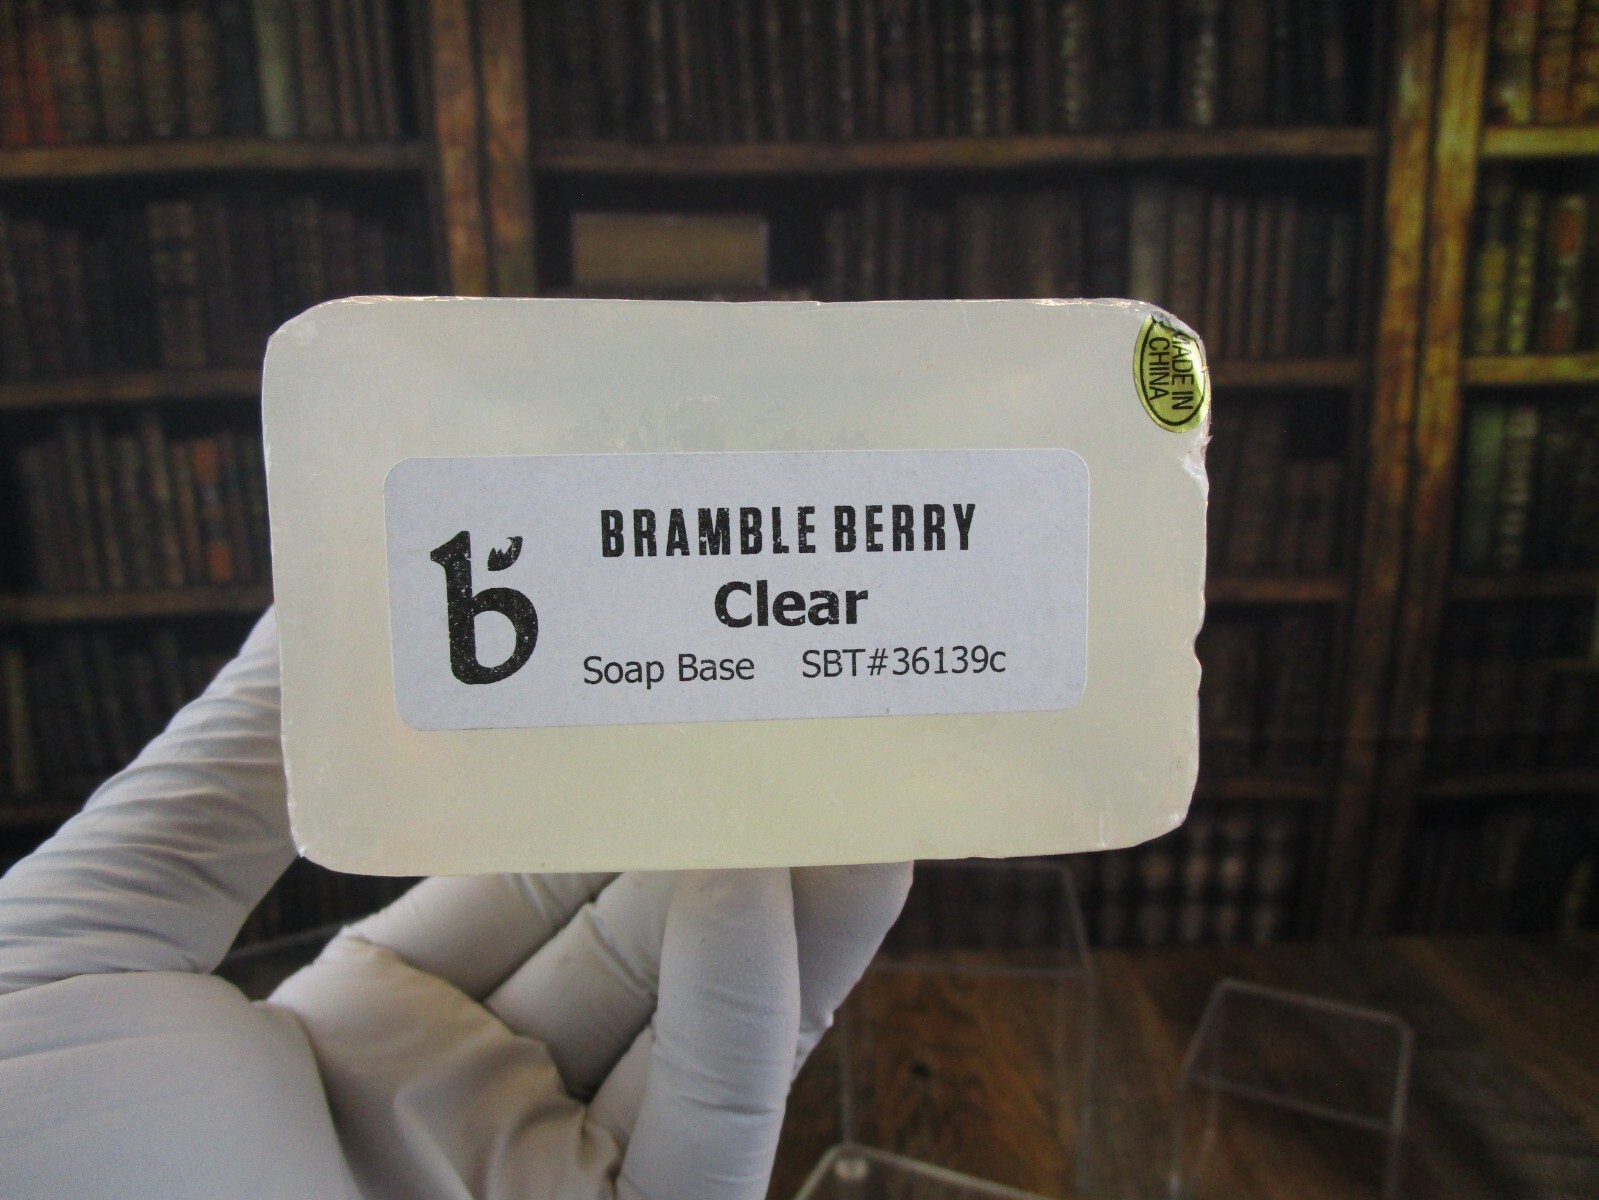 MADE IN
CHINA
BRAMBLE BERRY
b
Clear
Soap Base SBT#36139c